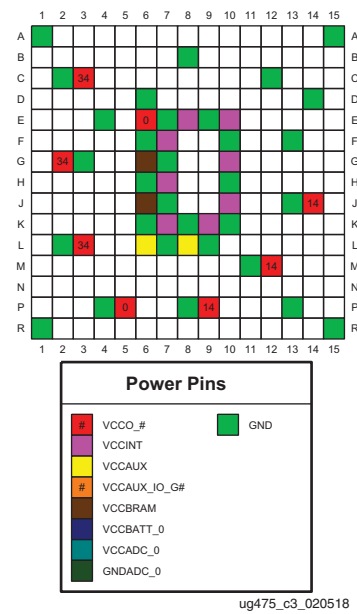 1 2 3 4 5 6 7 8 9 10 11 12 13 14 15
A A
B B
C 34 C
D D
E 0 E
F F
G 34 G
H H
J 14 J
K K
L 34 L
M 14 M
N N
P 0 14 P
R R
1 2 3 4 5 6 7 8 9 10 11 12 13 14 15
Power Pins
# VCCO_# GND
VCCINT
VCCAUX
# VCCAUX_IO_G#
VCCBRAM
VCCBATT_0
VCCADC_0
GNDADC_0
ug475_c3_020518